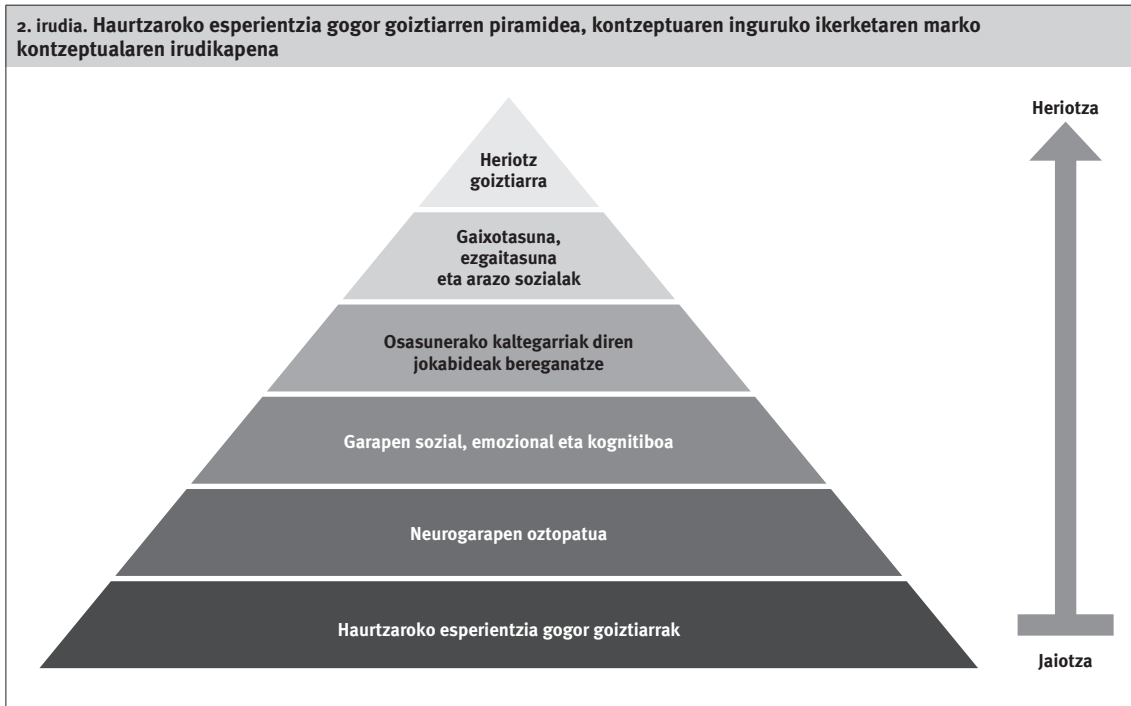 2. irudia. Haurtzaroko esperientzia gogor goiztiarren piramidea, kontzeptuaren inguruko ikerketaren marko
kontzeptualaren irudikapena
Heriotza
Heriotz
goiztiarra
Gaixotasuna,
ezgaitasuna
eta arazo sozialak
Osasunerako kaltegarriak diren
jokabideak bereganatze
Garapen sozial, emozional eta kognitiboa
Neurogarapen oztopatua
Haurtzaroko esperientzia gogor goiztiarrak
Jaiotza